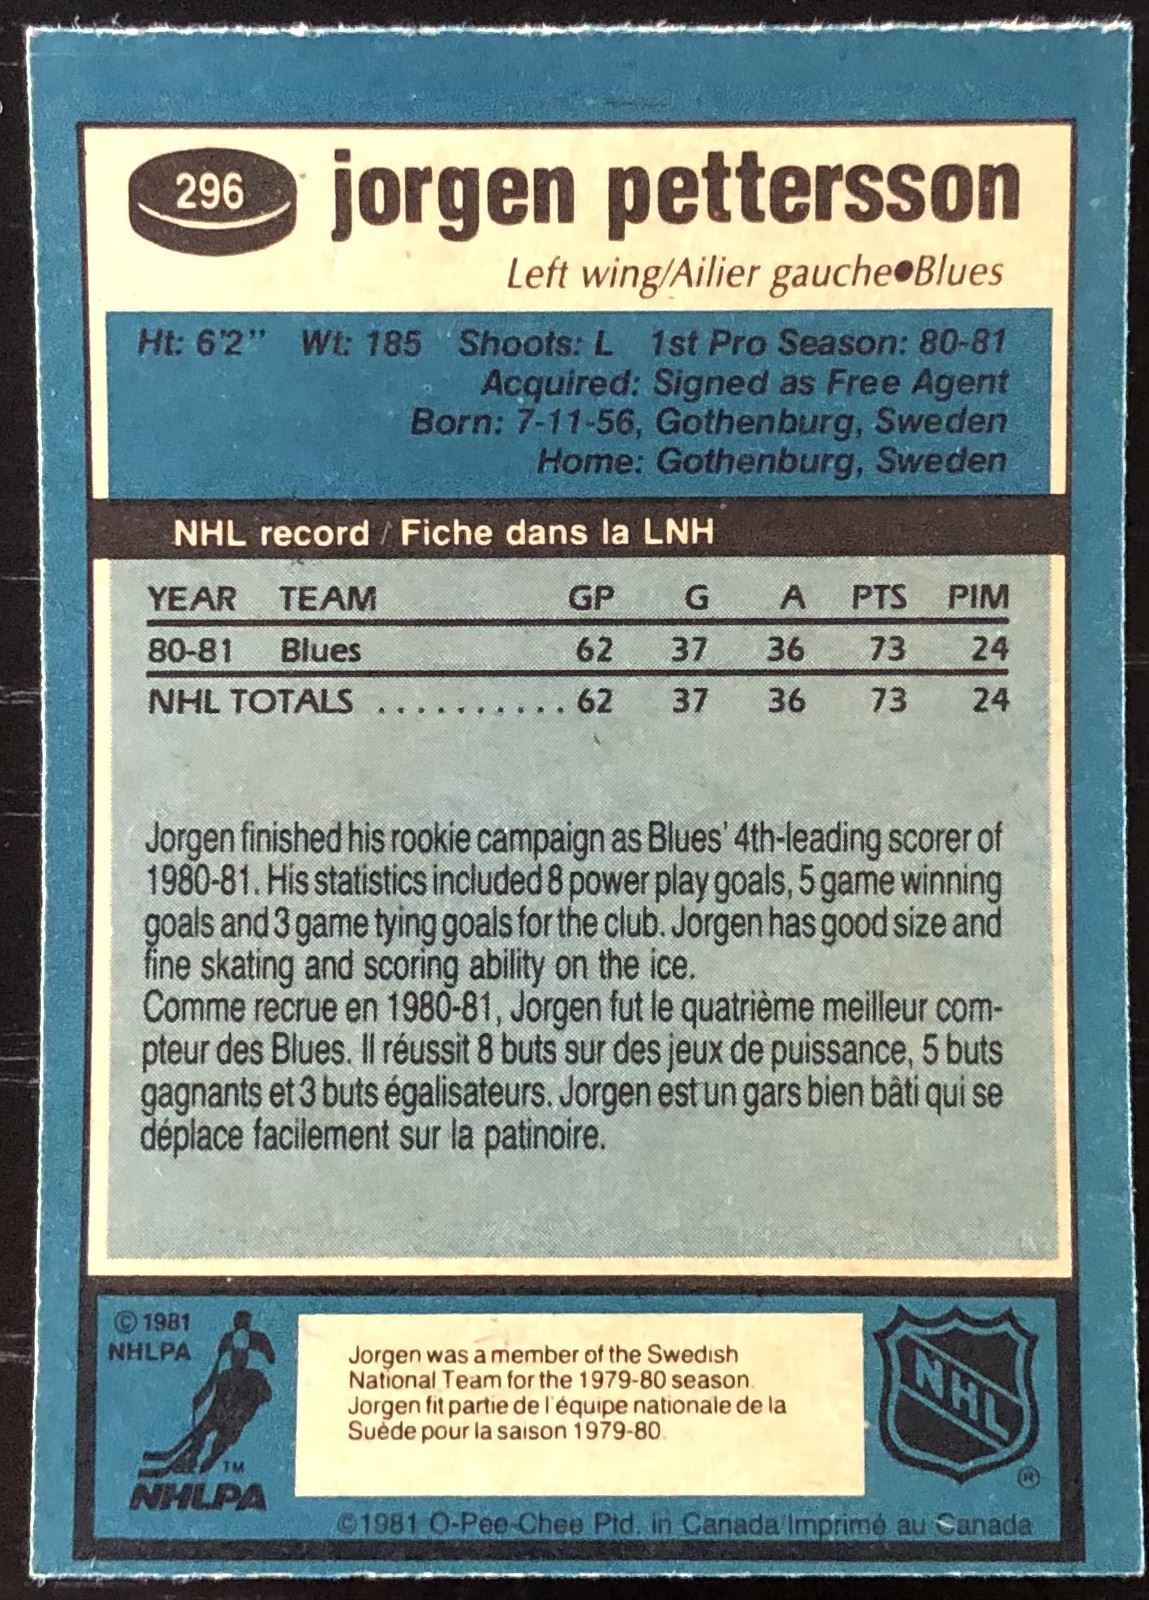 296
jorgen pettersson
Left wing/Ailier gauche●Blues
Ht: 6'2" Wt: 185 Shoots: L 1st Pro Season: 80-81
Acquired: Signed as Free Agent
Born: 7-11-56, Gothenburg, Sweden
Home: Gothenburg, Sweden
NHL record / Fiche dans la LNH
YEAR TEAM GP G A PTS PIM
80-81 Blues 62 37 36 73 24
NHL TOTALS .......... 62 37 36 73 24
Jorgen finished his rookie campaign as Blues' 4th-leading scorer of
1980-81. His statistics included 8 power play goals, 5 game winning
goals and 3 game tying goals for the club. Jorgen has good size and
fine skating and scoring ability on the ice.
Comme recrue en 1980-81, Jorgen fut le quatrième meilleur com-
pteur des Blues. Il réussit 8 buts sur des jeux de puissance, 5 buts
gagnants et 3 buts égalisateurs. Jorgen est un gars bien bâti qui se
déplace facilement sur la patinoire.
© 1981
NHLPA
TM
NHLPA
Jorgen was a member of the Swedish
National Team for the 1979-80 season.
Jorgen fit partie de l'équipe nationale de la
Suède pour la saison 1979-80.
NHL
®
©1981 O-Pee-Chee Ptd. in Canada/Imprimé au Canada